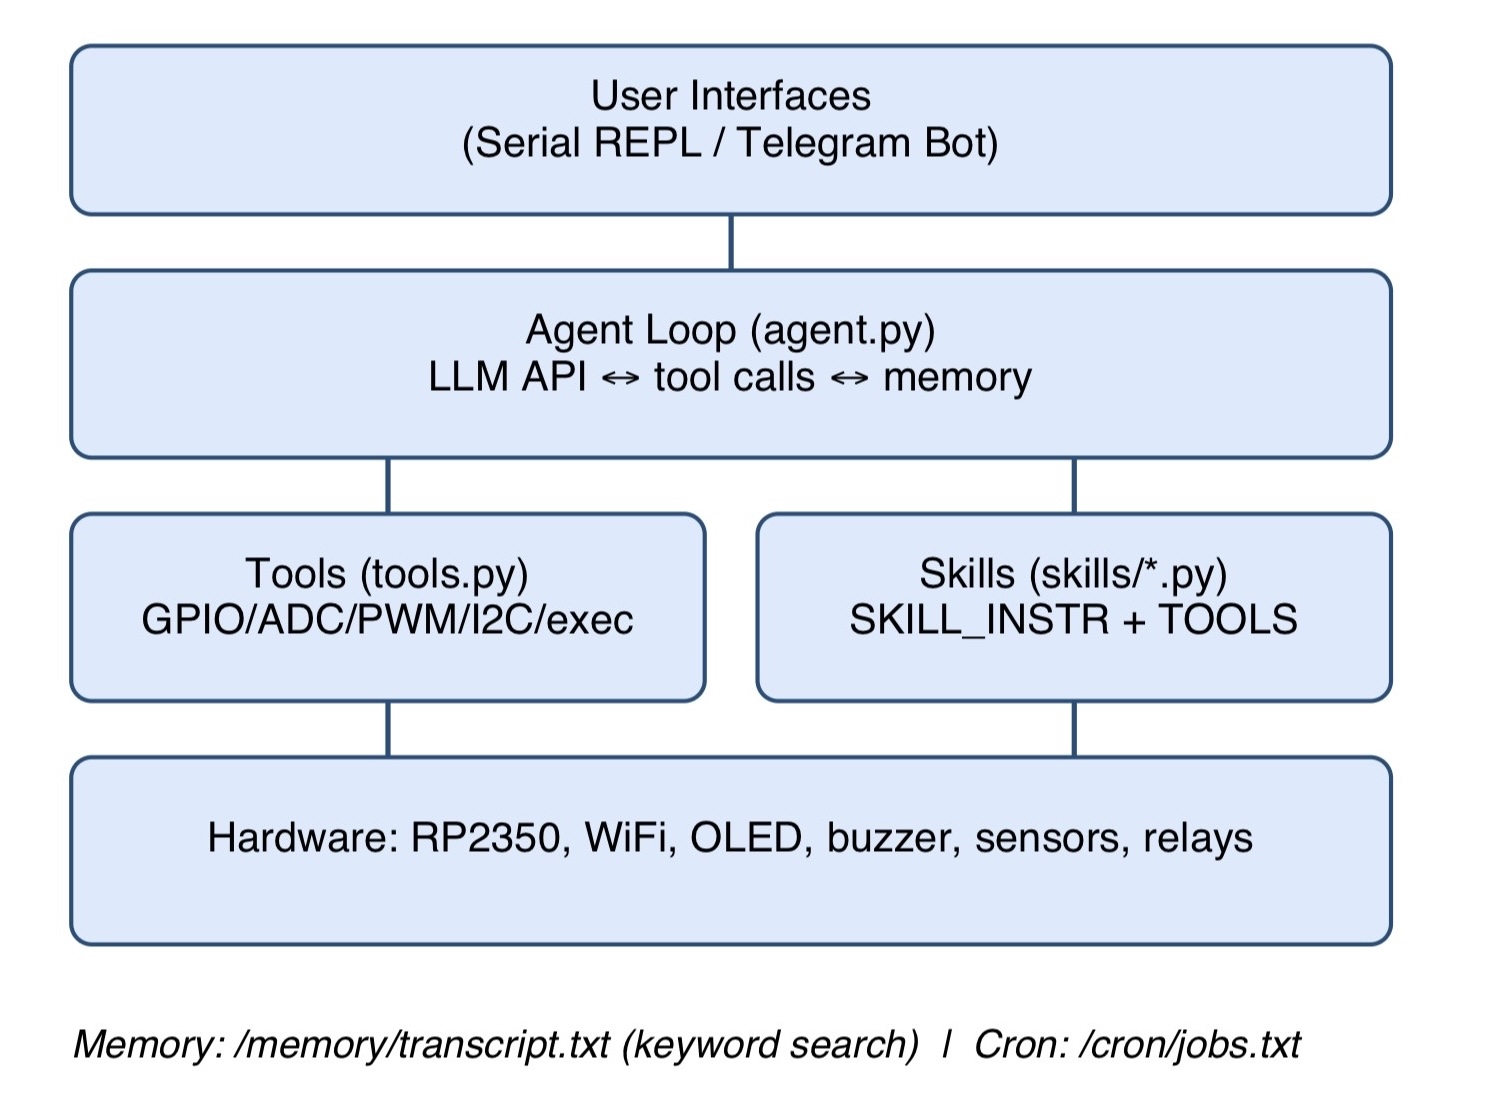 User Interfaces
(Serial REPL / Telegram Bot)
Agent Loop (agent.py)
LLM API ↔ tool calls ↔ memory
Tools (tools.py)
GPIO/ADC/PWM/I2C/exec
Skills (skills/*.py)
SKILL_INSTR + TOOLS
Hardware: RP2350, WiFi, OLED, buzzer, sensors, relays
Memory: /memory/transcript.txt (keyword search) | Cron: /cron/jobs.txt